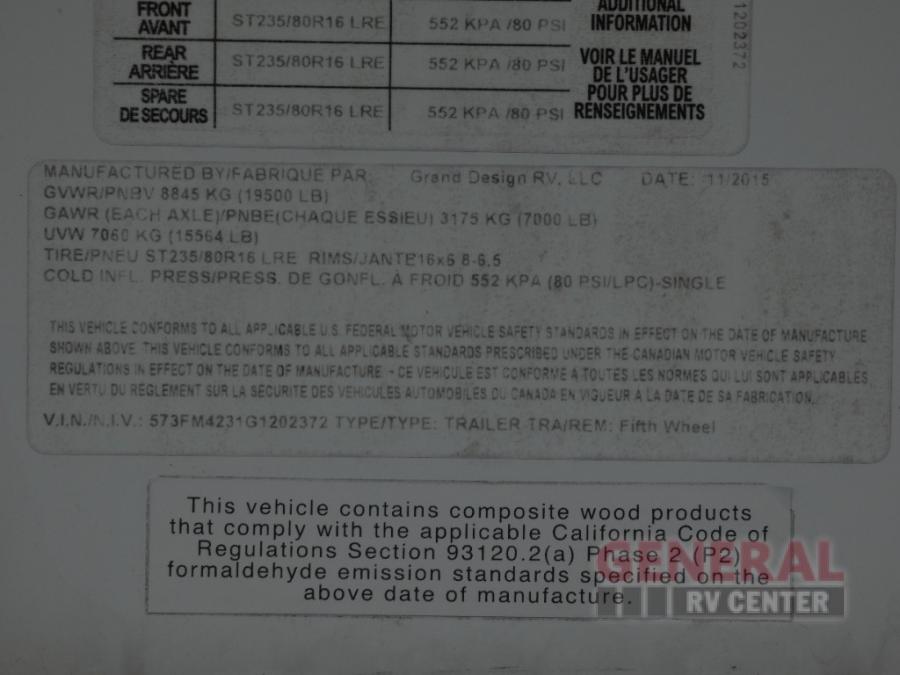 FRONT
AVANT
ST235/80R16 LRE
552 KPA /80 PSI
REAR
ARRIÈRE
ST235/80R16 LRE
552 KPA /80 PSI
SPARE
DE SECOURS
ST235/80R16 LRE
552 KPA /80 PSI
ADDITIONAL
INFORMATION
VOIR LE MANUEL
DE L'USAGER
POUR PLUS DE
RENSEIGNEMENTS
1202372
MANUFACTURED BY/FABRIQUE PAR: Grand Design RV, LLC DATE: 11/2015
GVWR/PNBV 8845 KG (19500 LB)
GAWR (EACH AXLE)/PNBE(CHAQUE ESSIEU) 3175 KG (7000 LB)
UVW 7060 KG (15564 LB)
TIRE/PNEU ST235/80R16 LRE RIMS/JANTE16x6 8-6.5
COLD INFL. PRESS/PRESS. DE GONFL. À FROID 552 KPA (80 PSI/LPC)-SINGLE
THIS VEHICLE CONFORMS TO ALL APPLICABLE U.S. FEDERAL MOTOR VEHICLE SAFETY STANDARDS IN EFFECT ON THE DATE OF MANUFACTURE
SHOWN ABOVE. THIS VEHICLE CONFORMS TO ALL APPLICABLE STANDARDS PRESCRIBED UNDER THE CANADIAN MOTOR VEHICLE SAFETY
REGULATIONS IN EFFECT ON THE DATE OF MANUFACTURE. - CE VEHICULE EST CONFORME A TOUTES LES NORMES QUI LUI SONT APPLICABLES
EN VERTU DU REGLEMENT SUR LA SECURITE DES VEHICULES AUTOMOBILES DU CANADA EN VIGUEUR A LA DATE DE SA FABRICATION.
V.I.N./N.I.V.: 573FM4231G1202372 TYPE/TYPE: TRAILER TRA/REM: Fifth Wheel
This vehicle contains composite wood products
that comply with the applicable California Code of
Regulations Section 93120.2(a) Phase 2 (P2)
formaldehyde emission standards specified on the
above date of manufacture.
GENERAL
RV CENTER